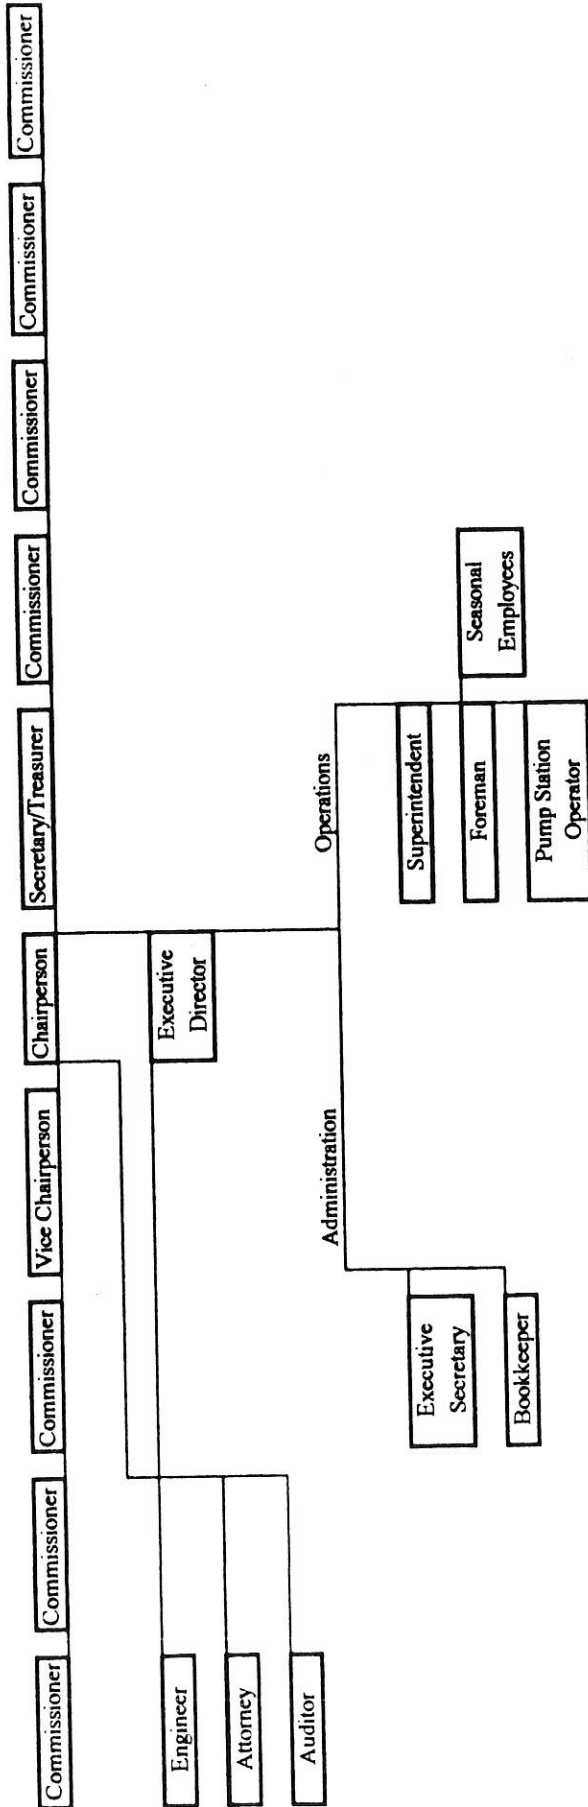 Commissioner
Commissioner
Commissioner
Vice Chairperson
Chairperson
Secretary/Treasurer
Commissioner
Commissioner
Commissioner
Commissioner
Engineer
Attorney
Auditor
Executive
Director
Administration
Operations
Executive
Secretary
Bookkeeper
Superintendent
Foreman
Seasonal
Employees
Pump Station
Operator